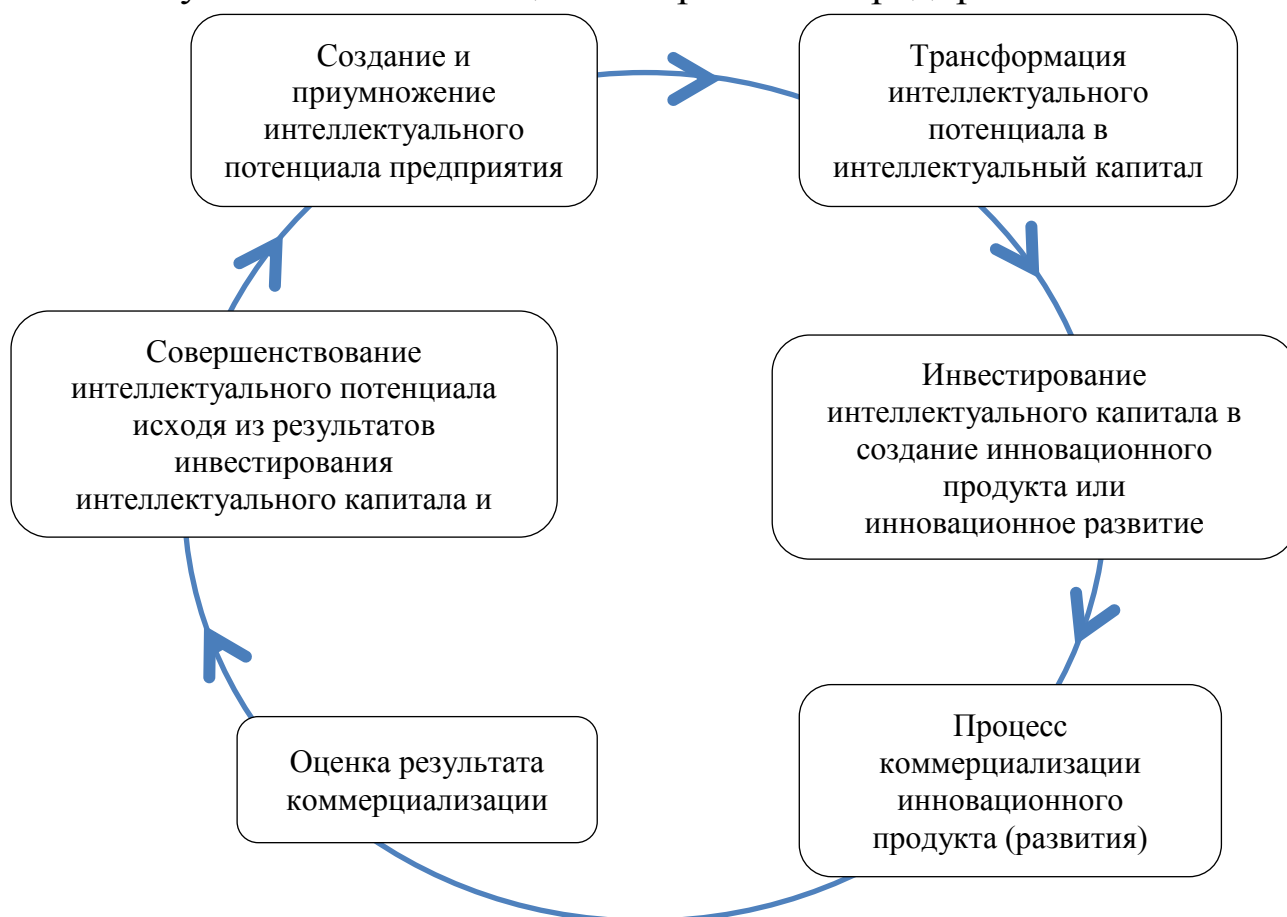 Создание и
приумножение
интеллектуального
потенциала предприятия
Трансформация
интеллектуального
потенциала в
интеллектуальный капитал
Инвестирование
интеллектуального капитала в
создание инновационного
продукта или
инновационное развитие
Процесс
коммерциализации
инновационного
продукта (развития)
Оценка результата
коммерциализации
Совершенствование
интеллектуального потенциала
исходя из результатов
инвестирования
интеллектуального капитала и